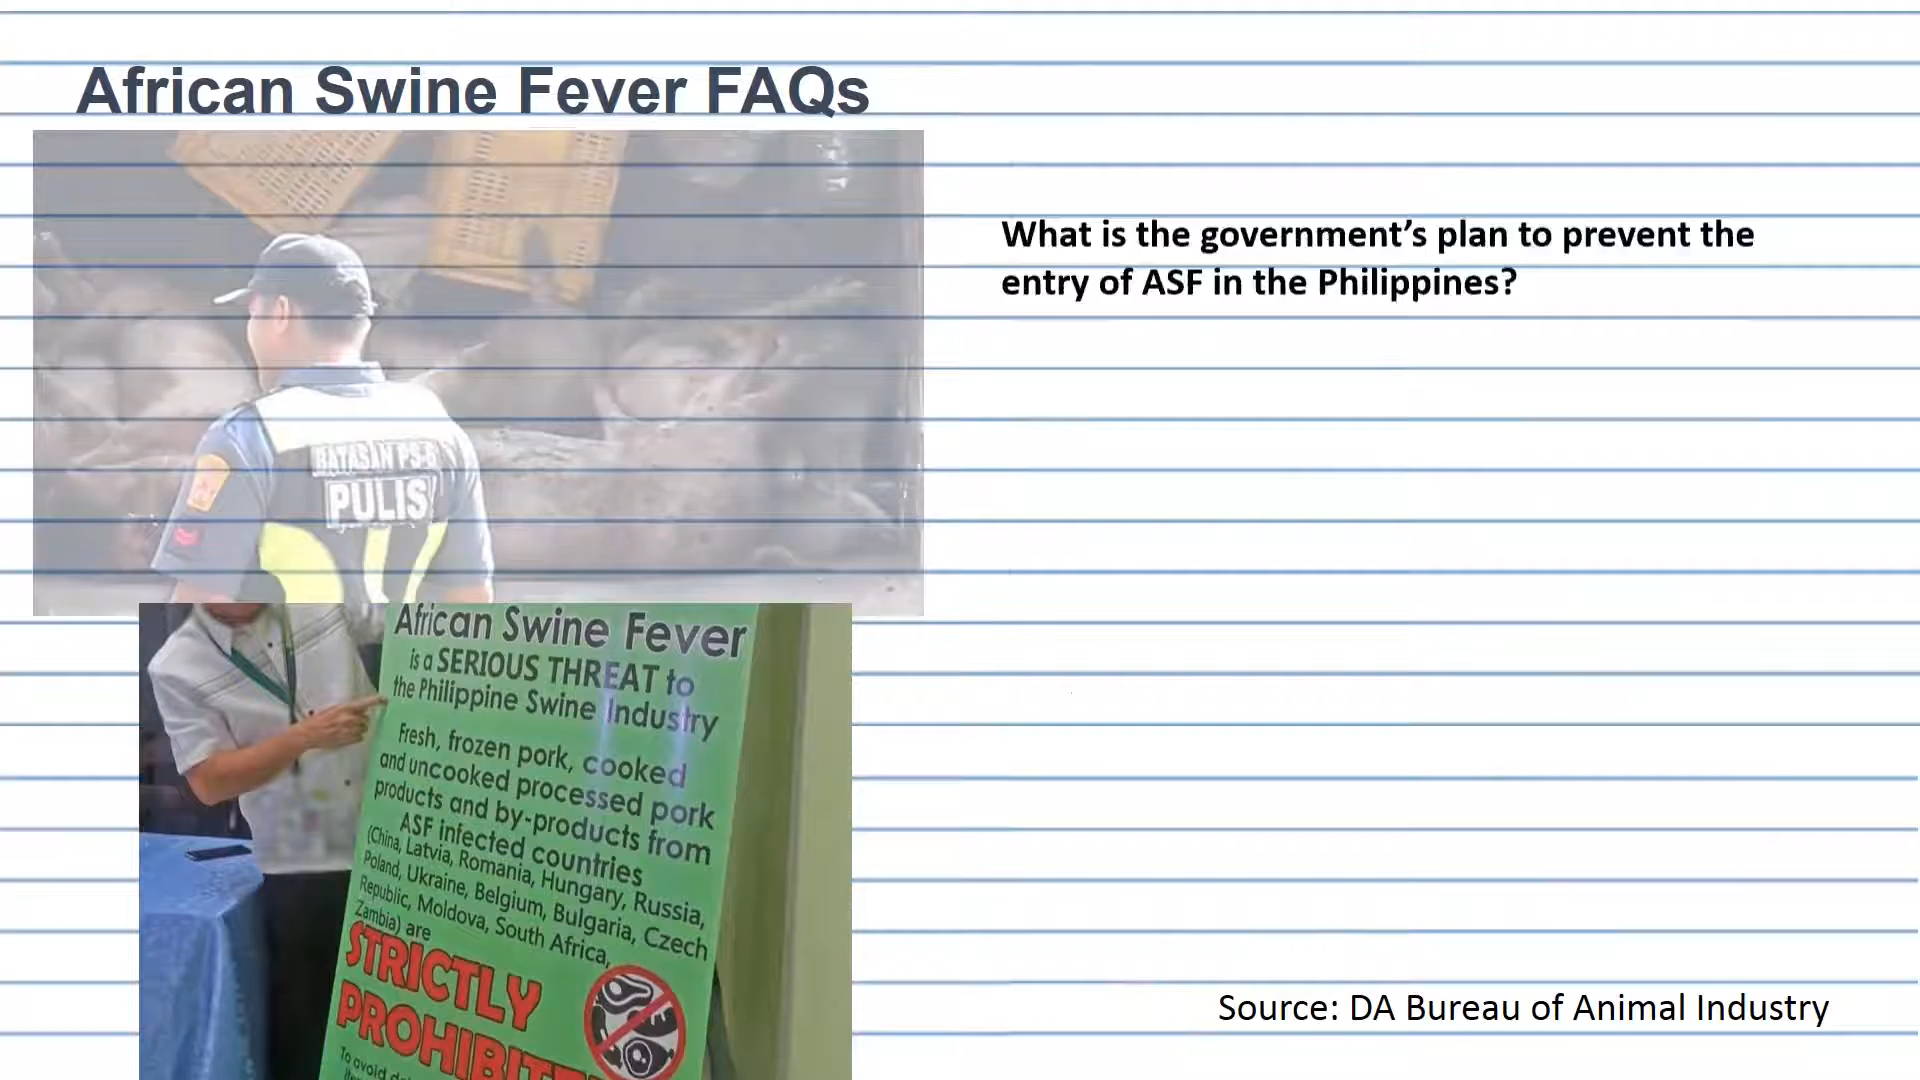 African Swine Fever FAQs
What is the government’s plan to prevent the
entry of ASF in the Philippines?
BATASAN PS-6
PULIS
African Swine Fever
is a SERIOUS THREAT to
the Philippine Swine Industry
Fresh, frozen pork, cooked
and uncooked processed pork
products and by-products from
ASF infected countries
(China, Latvia, Romania, Hungary, Russia,
Poland, Ukraine, Belgium, Bulgaria, Czech
Republic, Moldova, South Africa,
Zambia) are
STRICTLY
To avoid
Source: DA Bureau of Animal Industry